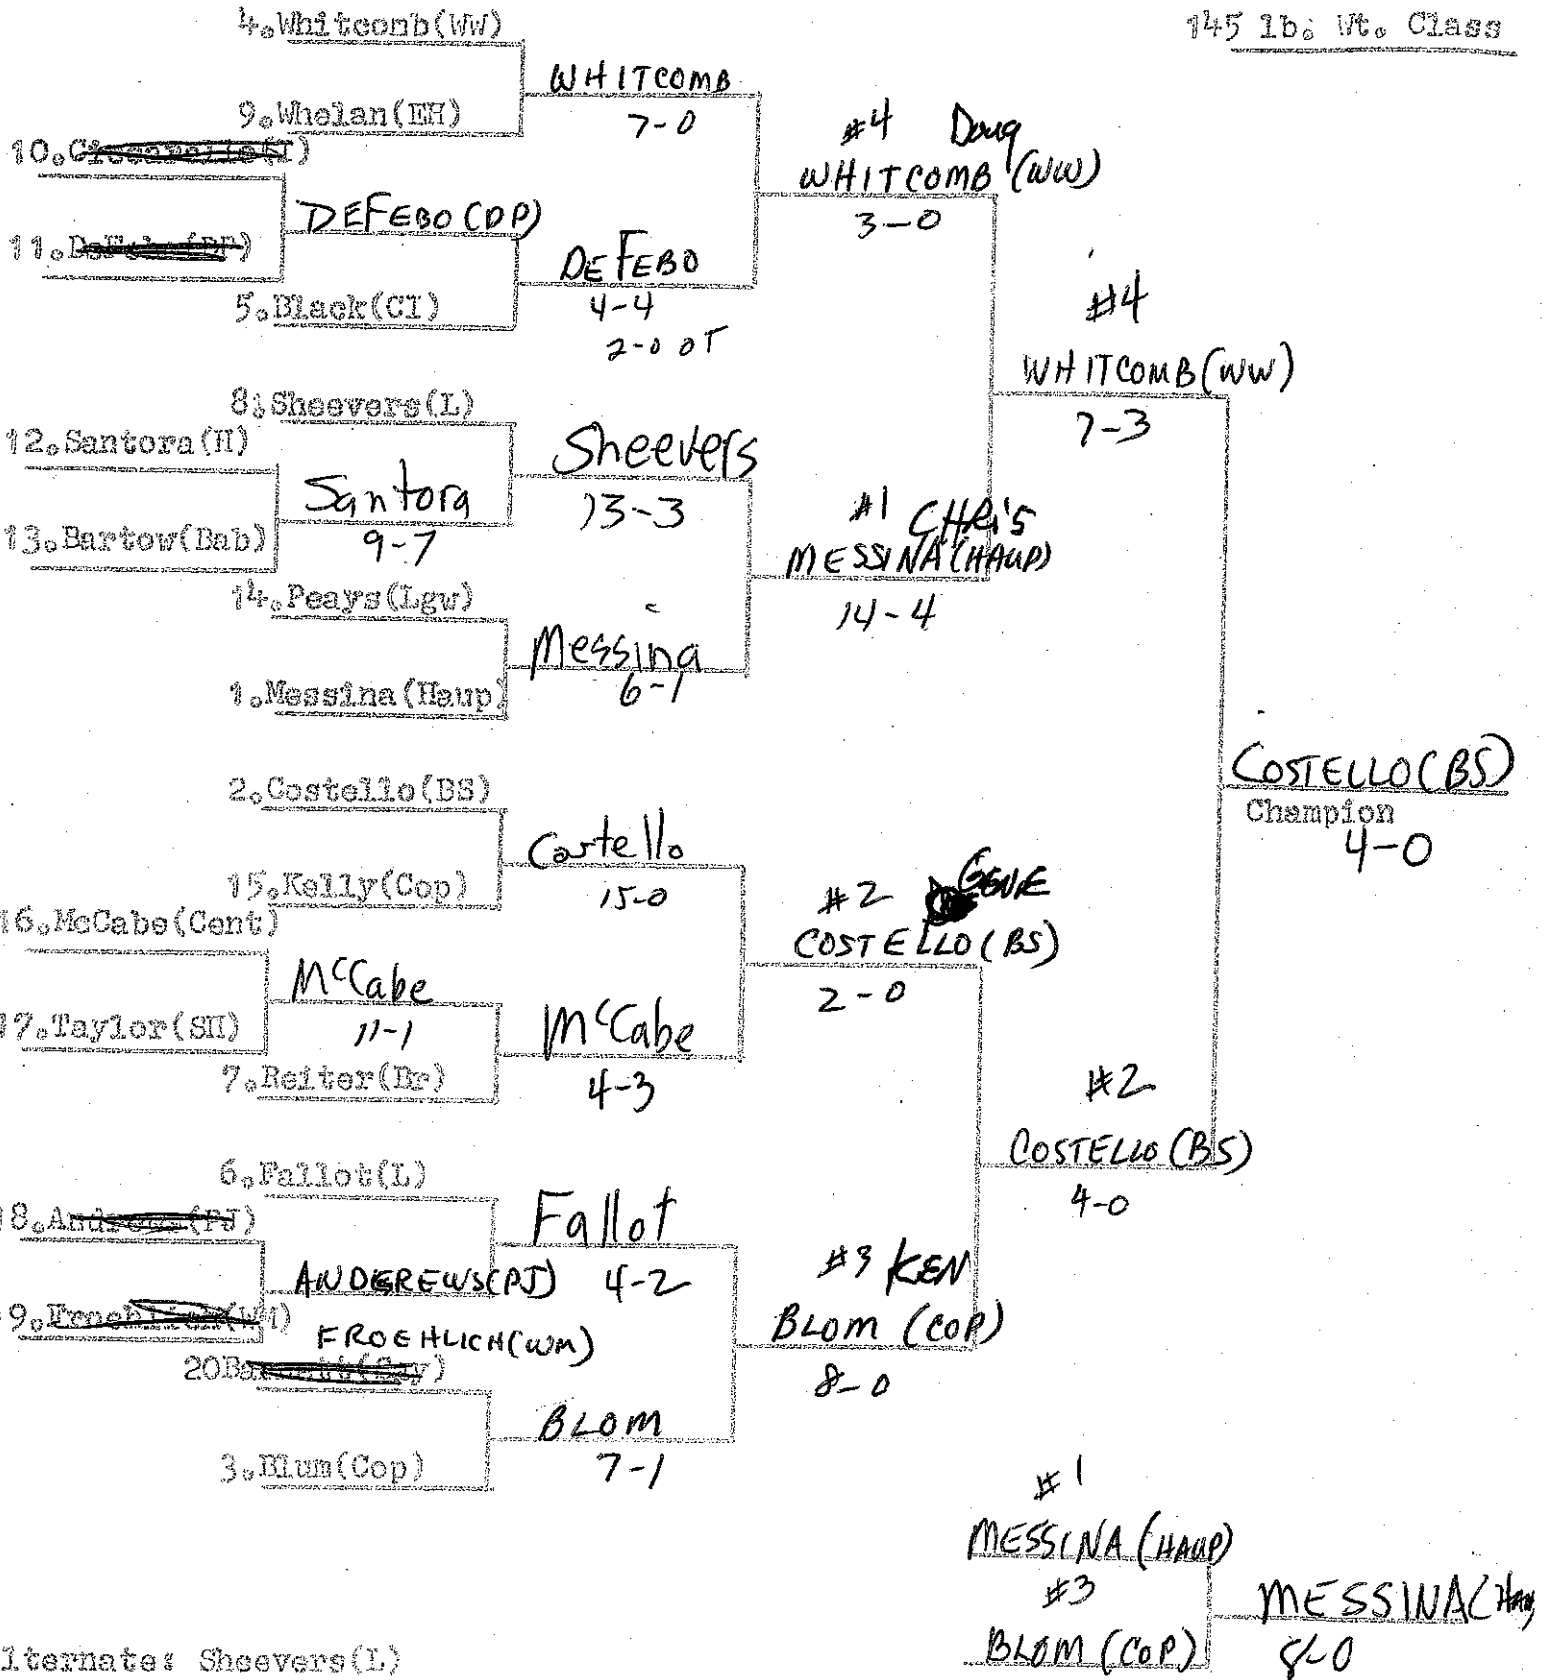 4.Whitcomb(WW)
145 lb. Wt. Class
WHITCOMB
7-0
9.Whelan(EH)
#4 Doug
WHITCOMB (WW)
3-0
10.
DEFEBO (DP)
11.
DEFEBO
4-4
2-0 OT
5.Black(CI)
#4
WHITCOMB (WW)
7-3
8.Sheevers(L)
12.Santora(H)
Sheevers
13-3
Santora
9-7
13.Bartow(Bab)
#1 CHRIS
MESSINA (HAUP)
14-4
14.Peays(Lgw)
Messina
6-1
1.Messina(Haup)
COSTELLO (BS)
Champion
4-0
2.Costello(BS)
Costello
15-0
15.Kelly(Cop)
#2 GENE
COSTELLO (BS)
2-0
16.McCabe(Cent)
McCabe
11-1
17.Taylor(SH)
McCabe
4-3
7.Reiter(Br)
#2
COSTELLO (BS)
4-0
6.Fallot(L)
Fallot
4-2
18.Andrews(PJ)
ANDEREWS(PJ)
#3 KEN
BLOM (COP)
8-0
9.Froehlich(WM)
FROEHLICH(WM)
20
BLOM
7-1
3.Blum(Cop)
#1
MESSINA (HAUP)
#3
BLOM (COP)
MESSINA
8-0
lternate: Sheevers(L)